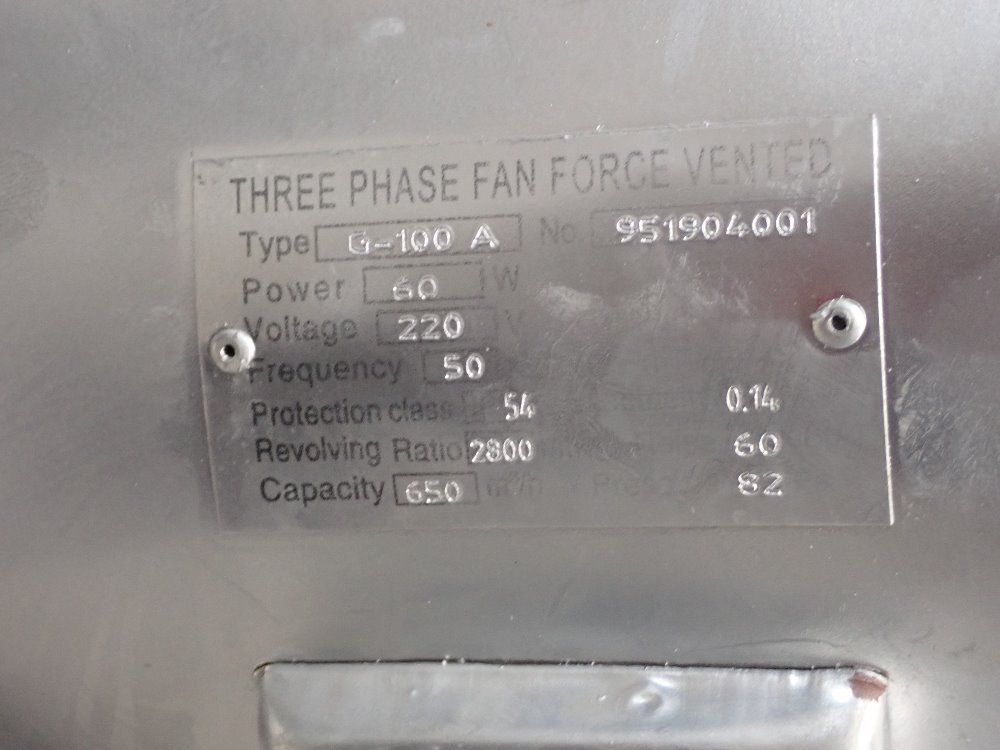 THREE PHASE FAN FORCE VENTED
Type G-100 A No 951904001
Power 60 W
Voltage 220 V
Frequency 50
Protection class 54 0.14
Revolving Ratio 2800 60
Capacity 650 m³/h 82